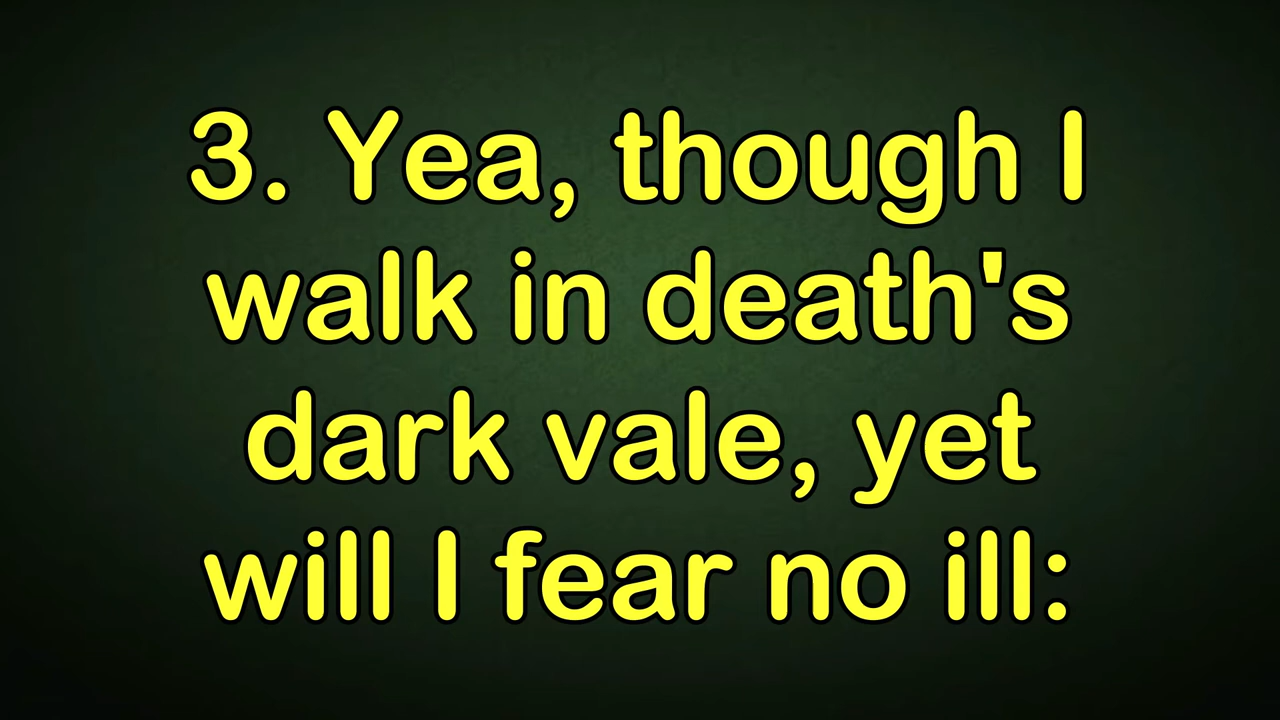 3. Yea, though I
walk in death's
dark vale, yet
will I fear no ill: